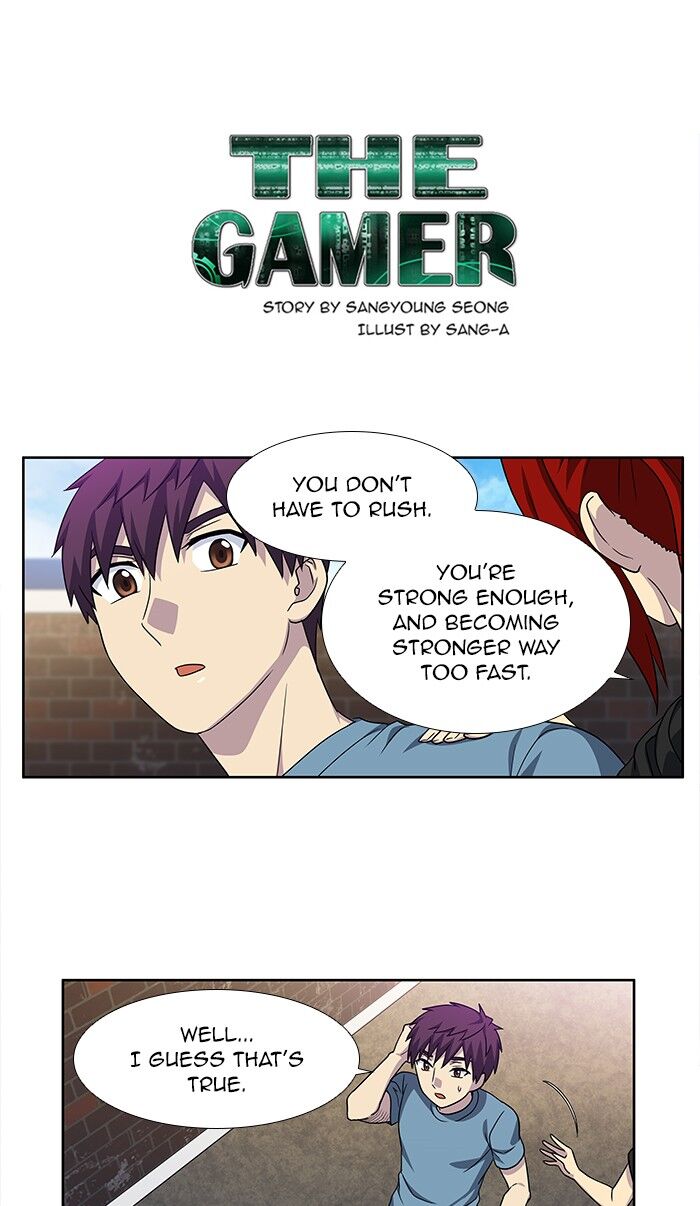 THE
GAMER
STORY BY SANGYOUNG SEONG
ILLUST BY SANG-A
YOU DON'T
HAVE TO RUSH.
YOU'RE
STRONG ENOUGH,
AND BECOMING
STRONGER WAY
TOO FAST.
WELL...
I GUESS THAT'S
TRUE.